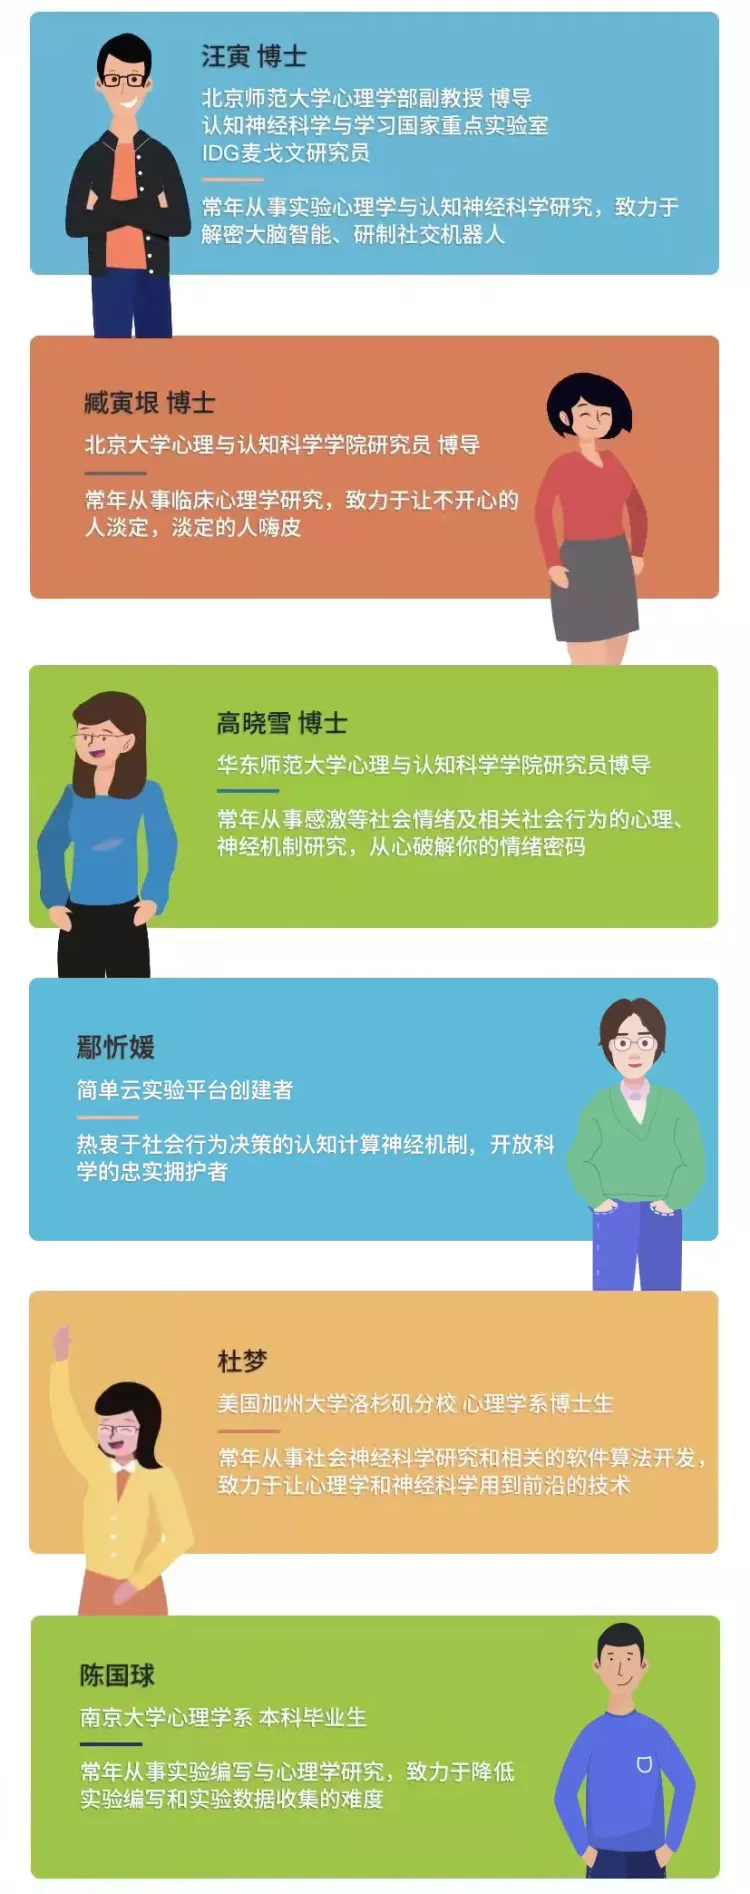 汪寅 博士
北京师范大学心理学部副教授 博导
认知神经科学与学习国家重点实验室
IDG麦戈文研究员
常年从事实验心理学与认知神经科学研究，致力于
解密大脑智能、研制社交机器人
臧寅垠 博士
北京大学心理与认知科学学院研究员 博导
常年从事临床心理学研究，致力于让不开心的
人淡定，淡定的人嗨皮
高晓雪 博士
华东师范大学心理与认知科学学院研究员博导
常年从事感激等社会情绪及相关社会行为的心理、
神经机制研究，从心破解你的情绪密码
鄢忻媛
简单云实验平台创建者
热衷于社会行为决策的认知计算神经机制，开放科
学的忠实拥护者
杜梦
美国加州大学洛杉矶分校 心理学系博士生
常年从事社会神经科学研究和相关的软件算法开发，
致力于让心理学和神经科学用到前沿的技术
陈国球
南京大学心理学系 本科毕业生
常年从事实验编写与心理学研究，致力于降低
实验编写和实验数据收集的难度